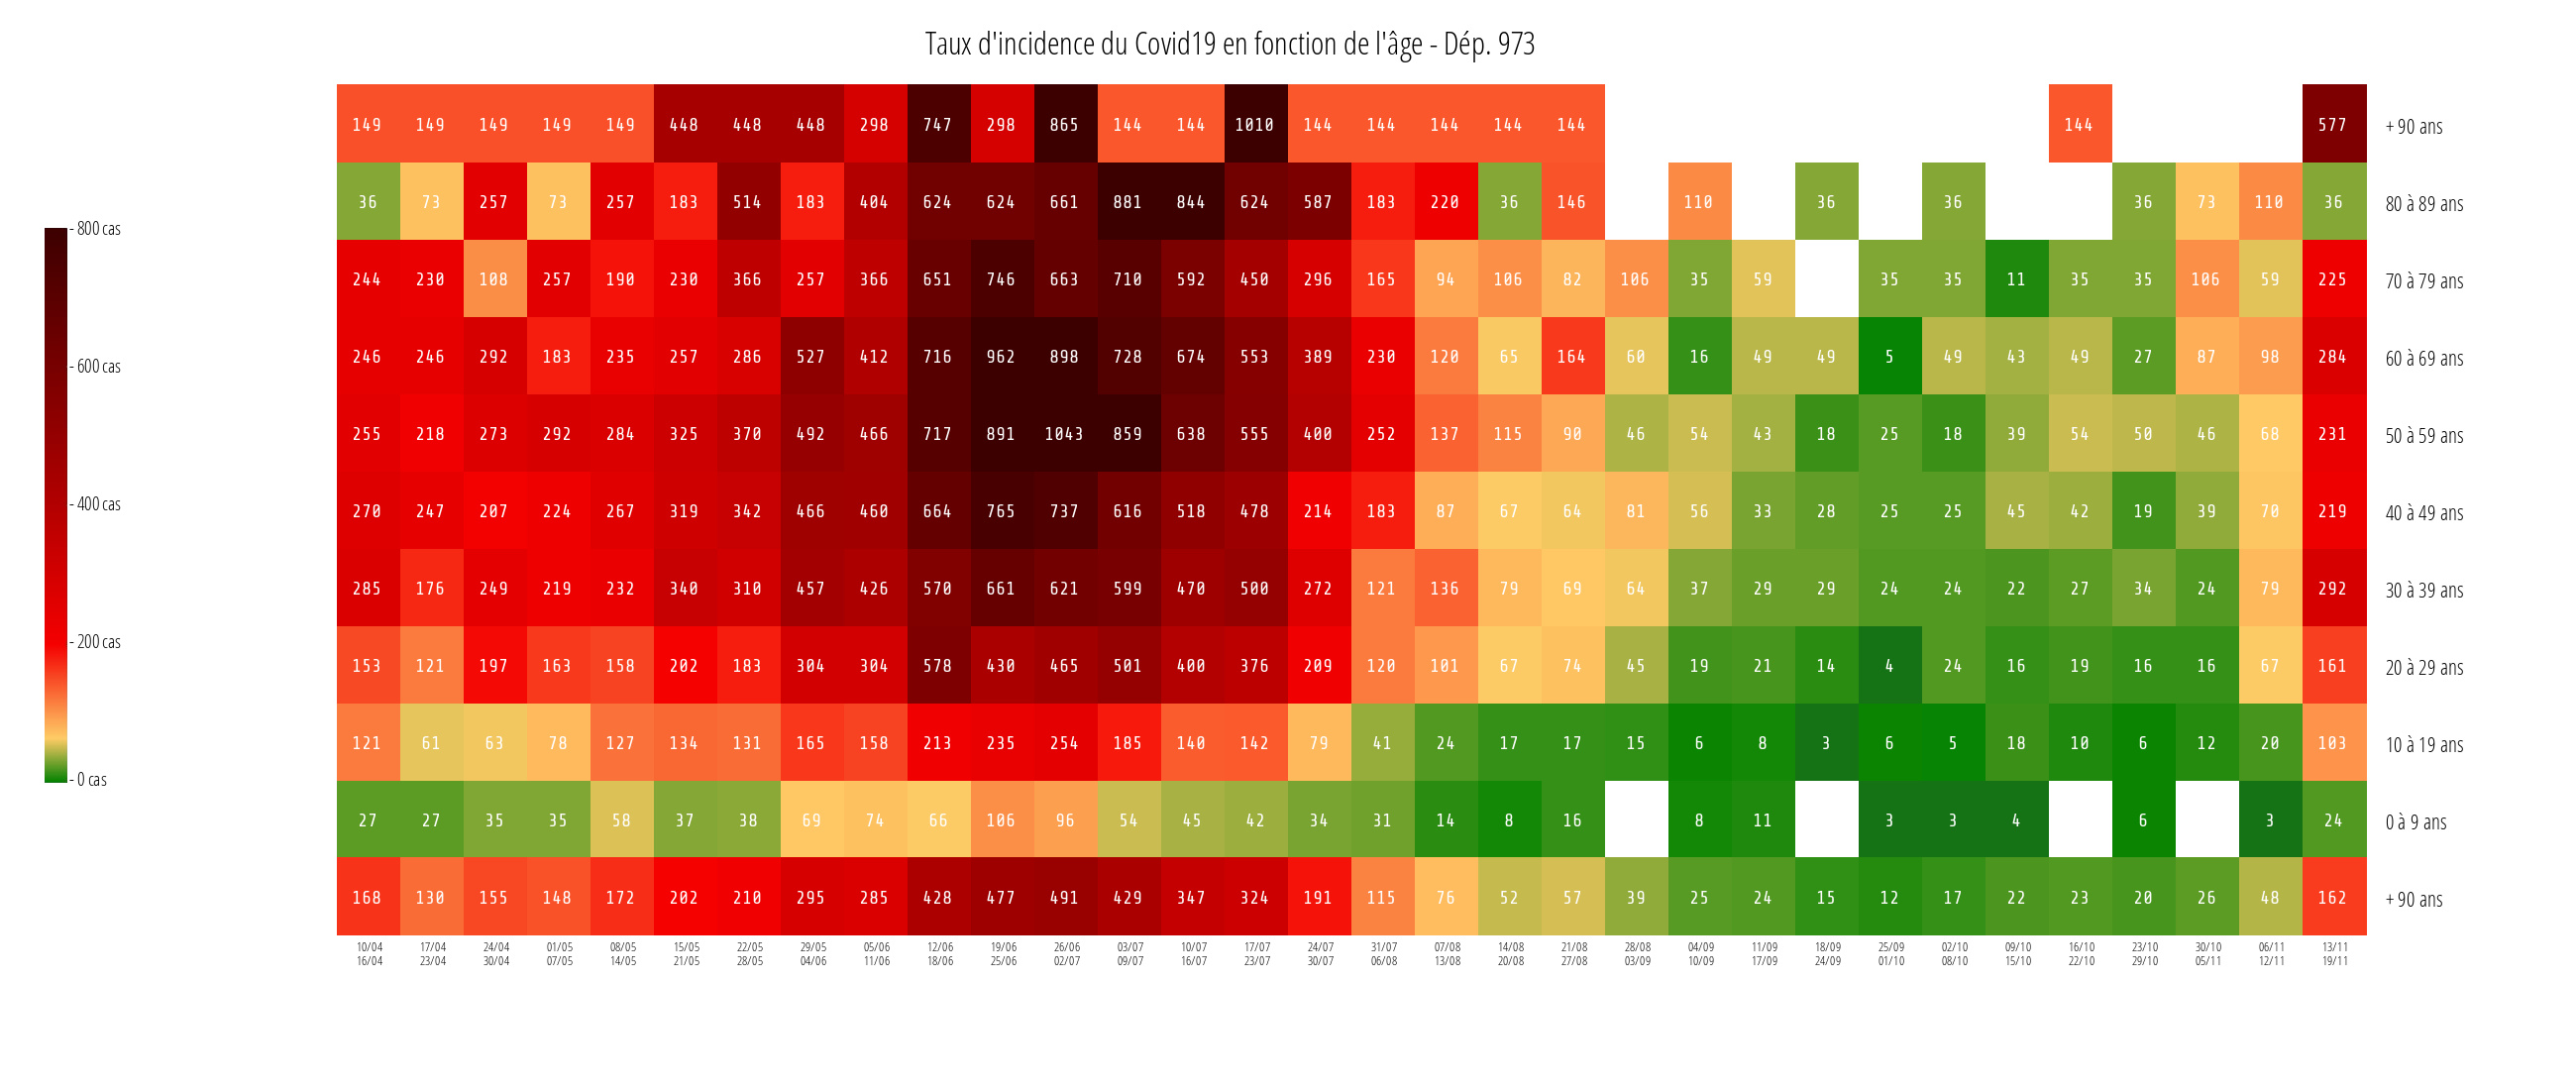 Taux d'incidence du Covid19 en fonction de l'âge - Dép. 973
149 149 149 149 149 448 448 448 298 747 298 865 144 144 1010 144 144 144 144 144 144 577 + 90 ans
36 73 257 73 257 183 514 183 404 624 624 661 881 844 624 587 183 220 36 146 110 36 36 36 73 110 36 80 à 89 ans
- 800 cas
244 230 108 257 190 230 366 257 366 651 746 663 710 592 450 296 165 94 106 82 106 35 59 35 35 11 35 35 106 59 225 70 à 79 ans
246 246 292 183 235 257 286 527 412 716 962 898 728 674 553 389 230 120 65 164 60 16 49 49 5 49 43 49 27 87 98 284 60 à 69 ans
- 600 cas
255 218 273 292 284 325 370 492 466 717 891 1043 859 638 555 400 252 137 115 90 46 54 43 18 25 18 39 54 50 46 68 231 50 à 59 ans
- 400 cas
270 247 207 224 267 319 342 466 460 664 765 737 616 518 478 214 183 87 67 64 81 56 33 28 25 25 45 42 19 39 70 219 40 à 49 ans
285 176 249 219 232 340 310 457 426 570 661 621 599 470 500 272 121 136 79 69 64 37 29 29 24 24 22 27 34 24 79 292 30 à 39 ans
- 200 cas
153 121 197 163 158 202 183 304 304 578 430 465 501 400 376 209 120 101 67 74 45 19 21 14 4 24 16 19 16 16 67 161 20 à 29 ans
121 61 63 78 127 134 131 165 158 213 235 254 185 140 142 79 41 24 17 17 15 6 8 3 6 5 18 10 6 12 20 103 10 à 19 ans
- 0 cas
27 27 35 35 58 37 38 69 74 66 106 96 54 45 42 34 31 14 8 16 8 11 3 3 4 6 3 24 0 à 9 ans
168 130 155 148 172 202 210 295 285 428 477 491 429 347 324 191 115 76 52 57 39 25 24 15 12 17 22 23 20 26 48 162 + 90 ans
10/04 17/04 24/04 01/05 08/05 15/05 22/05 29/05 05/06 12/06 19/06 26/06 03/07 10/07 17/07 24/07 31/07 07/08 14/08 21/08 28/08 04/09 11/09 18/09 25/09 02/10 09/10 16/10 23/10 30/10 06/11 13/11
16/04 23/04 30/04 07/05 14/05 21/05 28/05 04/06 11/06 18/06 25/06 02/07 09/07 16/07 23/07 30/07 06/08 13/08 20/08 27/08 03/09 10/09 17/09 24/09 01/10 08/10 15/10 22/10 29/10 05/11 12/11 19/11